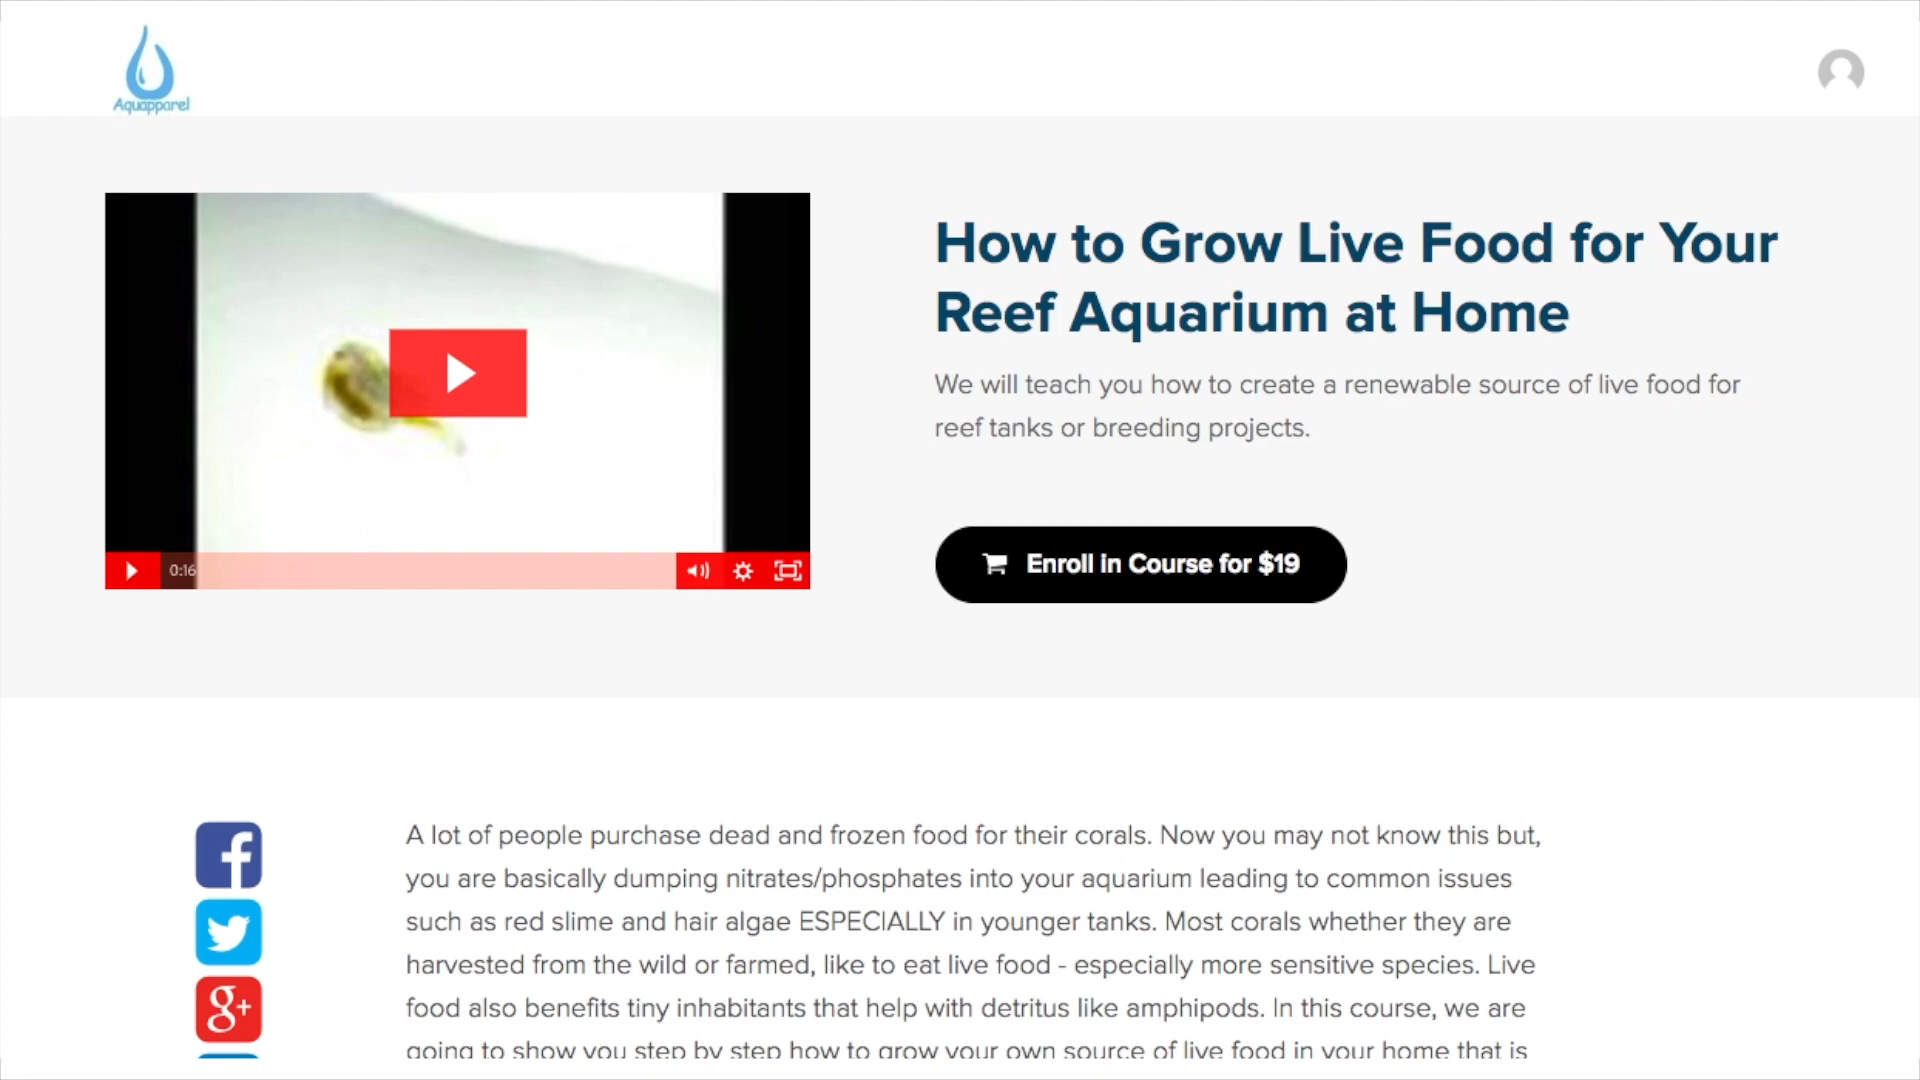 Aquapparel
How to Grow Live Food for Your
Reef Aquarium at Home
We will teach you how to create a renewable source of live food for
reef tanks or breeding projects.
0:16
Enroll in Course for $19
A lot of people purchase dead and frozen food for their corals. Now you may not know this but,
you are basically dumping nitrates/phosphates into your aquarium leading to common issues
such as red slime and hair algae ESPECIALLY in younger tanks. Most corals whether they are
harvested from the wild or farmed, like to eat live food - especially more sensitive species. Live
food also benefits tiny inhabitants that help with detritus like amphipods. In this course, we are
going to show you step by step how to grow your own source of live food in your home that is
f
g+